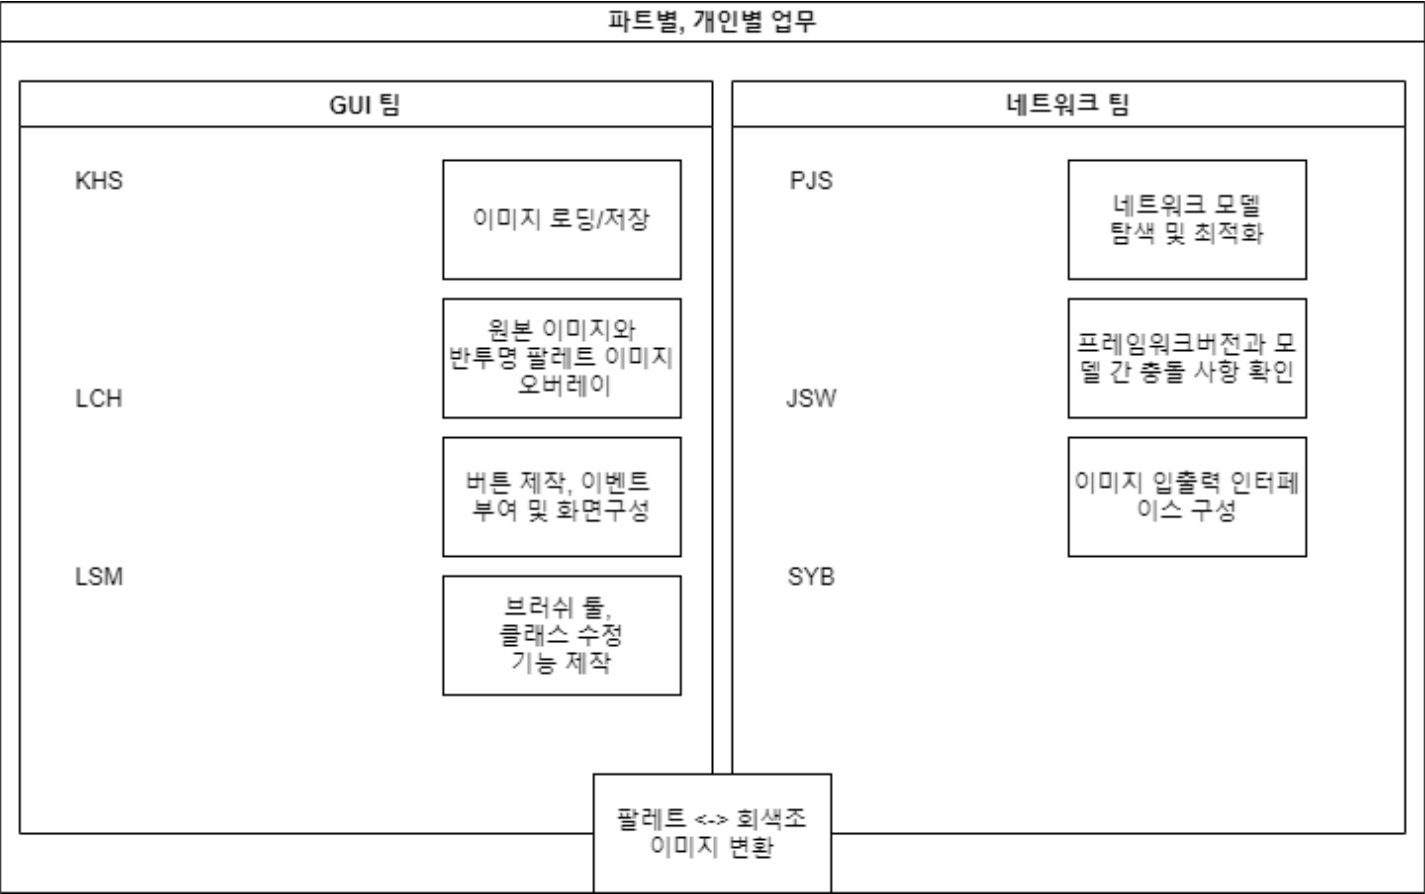 파트별, 개인별 업무
GUI 팀
KHS
LCH
LSM
이미지 로딩/저장
원본 이미지와
반투명 팔레트 이미지
오버레이
버튼 제작, 이벤트
부여 및 화면구성
브러쉬 툴,
클래스 수정
기능 제작
네트워크 팀
PJS
JSW
SYB
네트워크 모델
탐색 및 최적화
프레임워크버전과 모
델 간 충돌 사항 확인
이미지 입출력 인터페
이스 구성
팔레트 <-> 회색조
이미지 변환